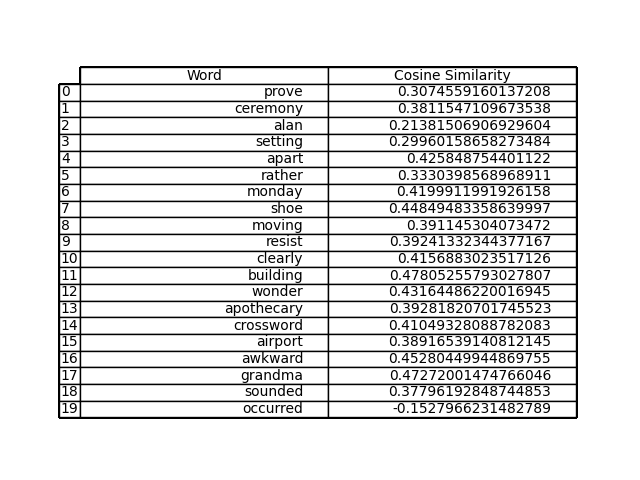 Word Cosine Similarity
0 prove 0.3074559160137208
1 ceremony 0.3811547109673538
2 alan 0.21381506906929604
3 setting 0.29960158658273484
4 apart 0.425848754401122
5 rather 0.3330398568968911
6 monday 0.4199911991926158
7 shoe 0.44849483358639997
8 moving 0.391145304073472
9 resist 0.39241332344377167
10 clearly 0.4156883023517126
11 building 0.47805255793027807
12 wonder 0.43164486220016945
13 apothecary 0.39281820701745523
14 crossword 0.41049328088782083
15 airport 0.38916539140812145
16 awkward 0.45280449944869755
17 grandma 0.47272001474766046
18 sounded 0.37796192848744853
19 occurred -0.1527966231482789